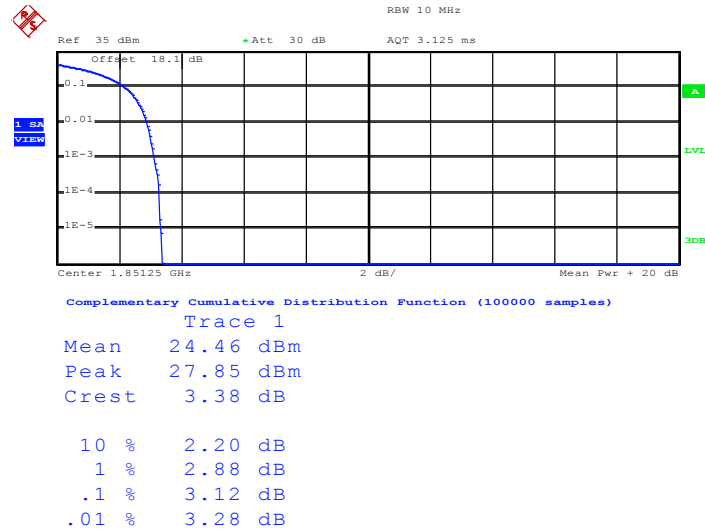 RBW 10 MHz
Ref 35 dBm *Att 30 dB AQT 3.125 ms
Offset 18.1 dB
0.1
A
0.01
1 SA
VIEW
1E-3
LVL
1E-4
1E-5
3DB
Center 1.85125 GHz 2 dB/ Mean Pwr + 20 dB
Complementary Cumulative Distribution Function (100000 samples)
Trace 1
Mean 24.46 dBm
Peak 27.85 dBm
Crest 3.38 dB
10 % 2.20 dB
1 % 2.88 dB
.1 % 3.12 dB
.01 % 3.28 dB